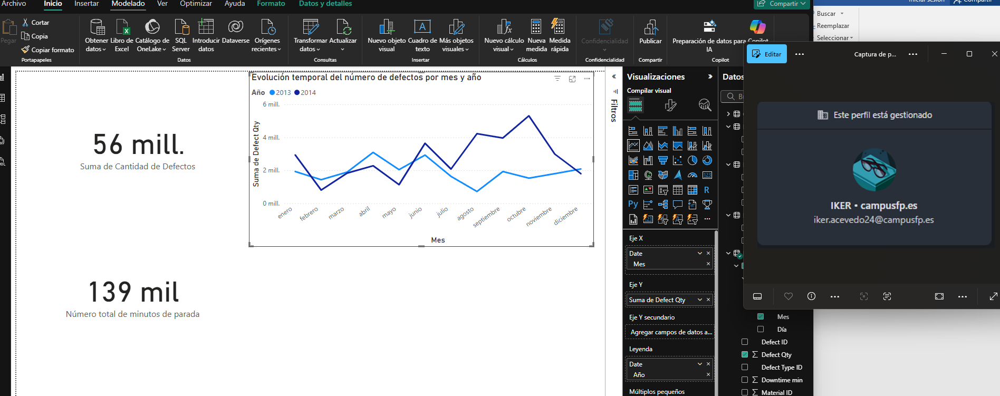 Archivo
Inicio
Insertar
Modelado
Ver
Optimizar
Ayuda
Formato
Datos y detalles
Compartir
Iniciar sesión
Compartir
Pegar
Cortar
Copia
Copiar formato
Portapapeles
Obtener datos
Libro de Excel
Catálogo de OneLake
SQL Server
Introducir datos
Dataverse
Orígenes recientes
Datos
Transformar datos
Actualizar
Consultas
Nuevo objeto visual
Cuadro de texto
Más objetos visuales
Insertar
Nuevo cálculo visual
Nueva medida
Medida rápida
Cálculos
Confidencialidad
Confidencialidad
Publicar
Compartir
Preparación de datos para IA
Copilot
Copilot
Buscar
Reemplazar
Seleccionar
56 mill.
Suma de Cantidad de Defectos
139 mil
Número total de minutos de parada
Evolución temporal del número de defectos por mes y año
Año 2013 2014
6 mill.
4 mill.
2 mill.
0 mill.
Suma de Defect Qty
enero
febrero
marzo
abril
mayo
junio
julio
agosto
septiembre
octubre
noviembre
diciembre
Mes
Filtros
Visualizaciones
Compilar visual
123
R
Py
123
Eje X
Date
Mes
Eje Y
Suma de Defect Qty
Eje Y secundario
Agregar campos de datos a...
Leyenda
Date
Año
Múltiplos pequeños
Datos
Mes
Día
Defect ID
Defect Qty
Defect Type ID
Downtime min
Material ID
Editar
Captura de p...
Este perfil está gestionado
IKER • campusfp.es
iker.acevedo24@campusfp.es